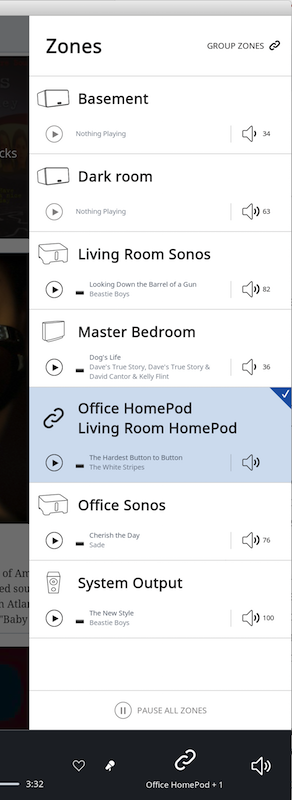 Zones
GROUP ZONES
Basement
Nothing Playing
34
Dark room
Nothing Playing
63
cks
Living Room Sonos
Looking Down the Barrel of a Gun
Beastie Boys
82
Master Bedroom
Dog's Life
Dave's True Story, Dave's True Story &
David Cantor & Kelly Flint
36
Office HomePod
Living Room HomePod
The Hardest Button to Button
The White Stripes
Office Sonos
Cherish the Day
Sade
76
System Output
The New Style
Beastie Boys
100
of Am
ed sou
n Atlar
"Baby
PAUSE ALL ZONES
3:32
Office HomePod + 1